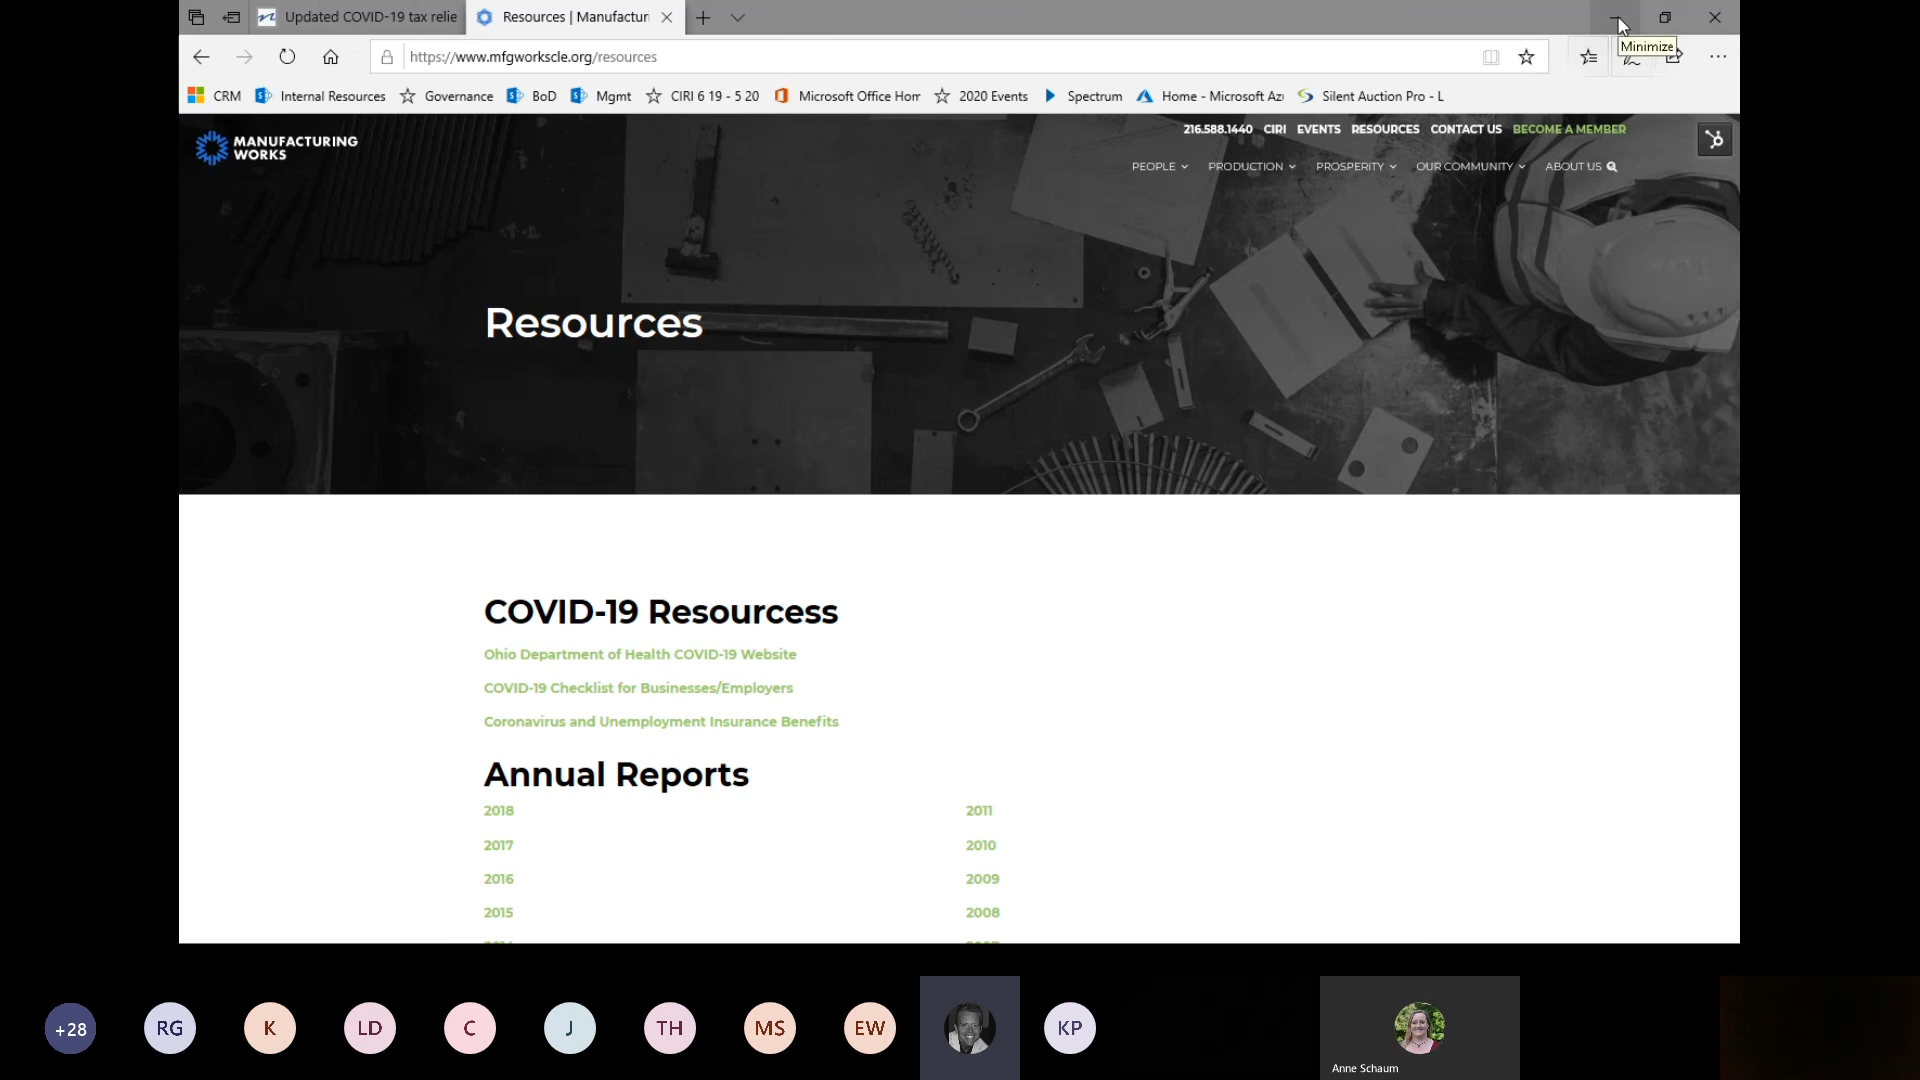 Updated COVID-19 tax relie
Resources | Manufacturi
Minimize
https://www.mfgworkscle.org/resources
CRM Internal Resources Governance BoD Mgmt CIRI 6 19 - 5 20 Microsoft Office Hom 2020 Events Spectrum Home - Microsoft Azu Silent Auction Pro - L
MANUFACTURING
WORKS
216.588.1440 CIRI EVENTS RESOURCES CONTACT US BECOME A MEMBER
PEOPLE PRODUCTION PROSPERITY OUR COMMUNITY ABOUT US
Resources
COVID-19 Resourcess
Ohio Department of Health COVID-19 Website
COVID-19 Checklist for Businesses/Employers
Coronavirus and Unemployment Insurance Benefits
Annual Reports
2018 2011
2017 2010
2016 2009
2015 2008
+28 RG K LD C J TH MS EW KP
Anne Schaum